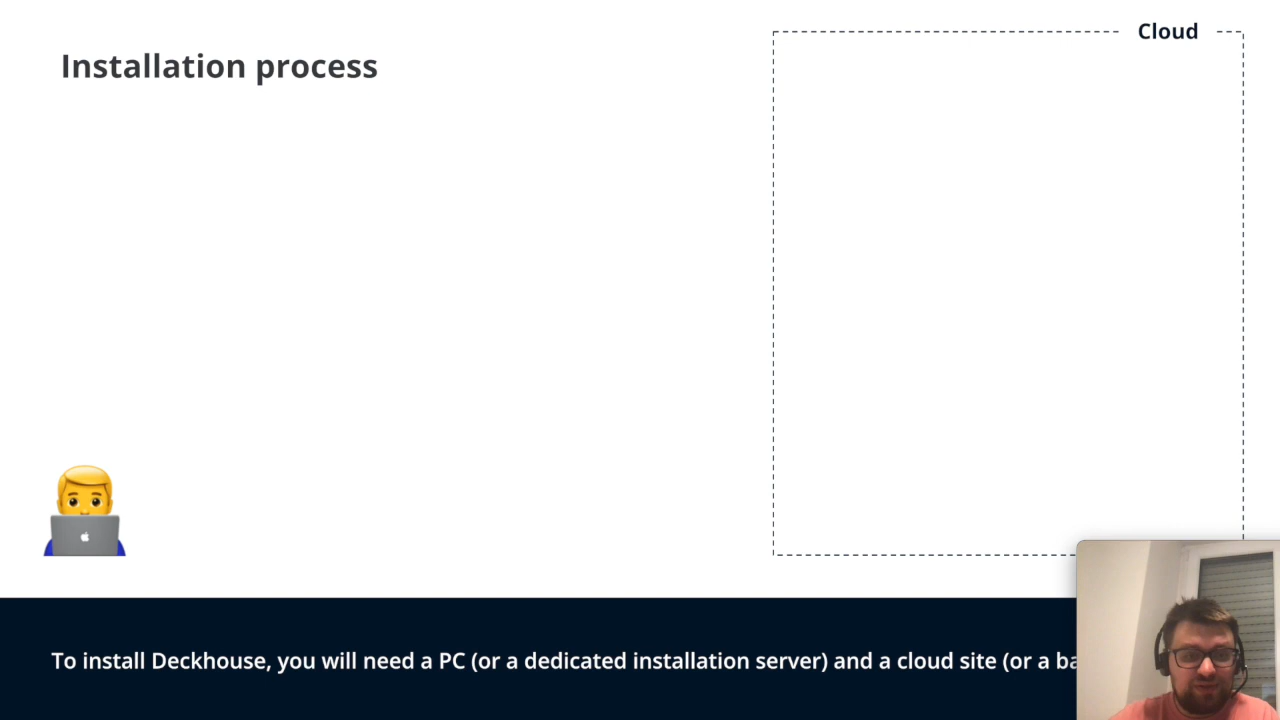 Cloud
Installation process
To install Deckhouse, you will need a PC (or a dedicated installation server) and a cloud site (or a